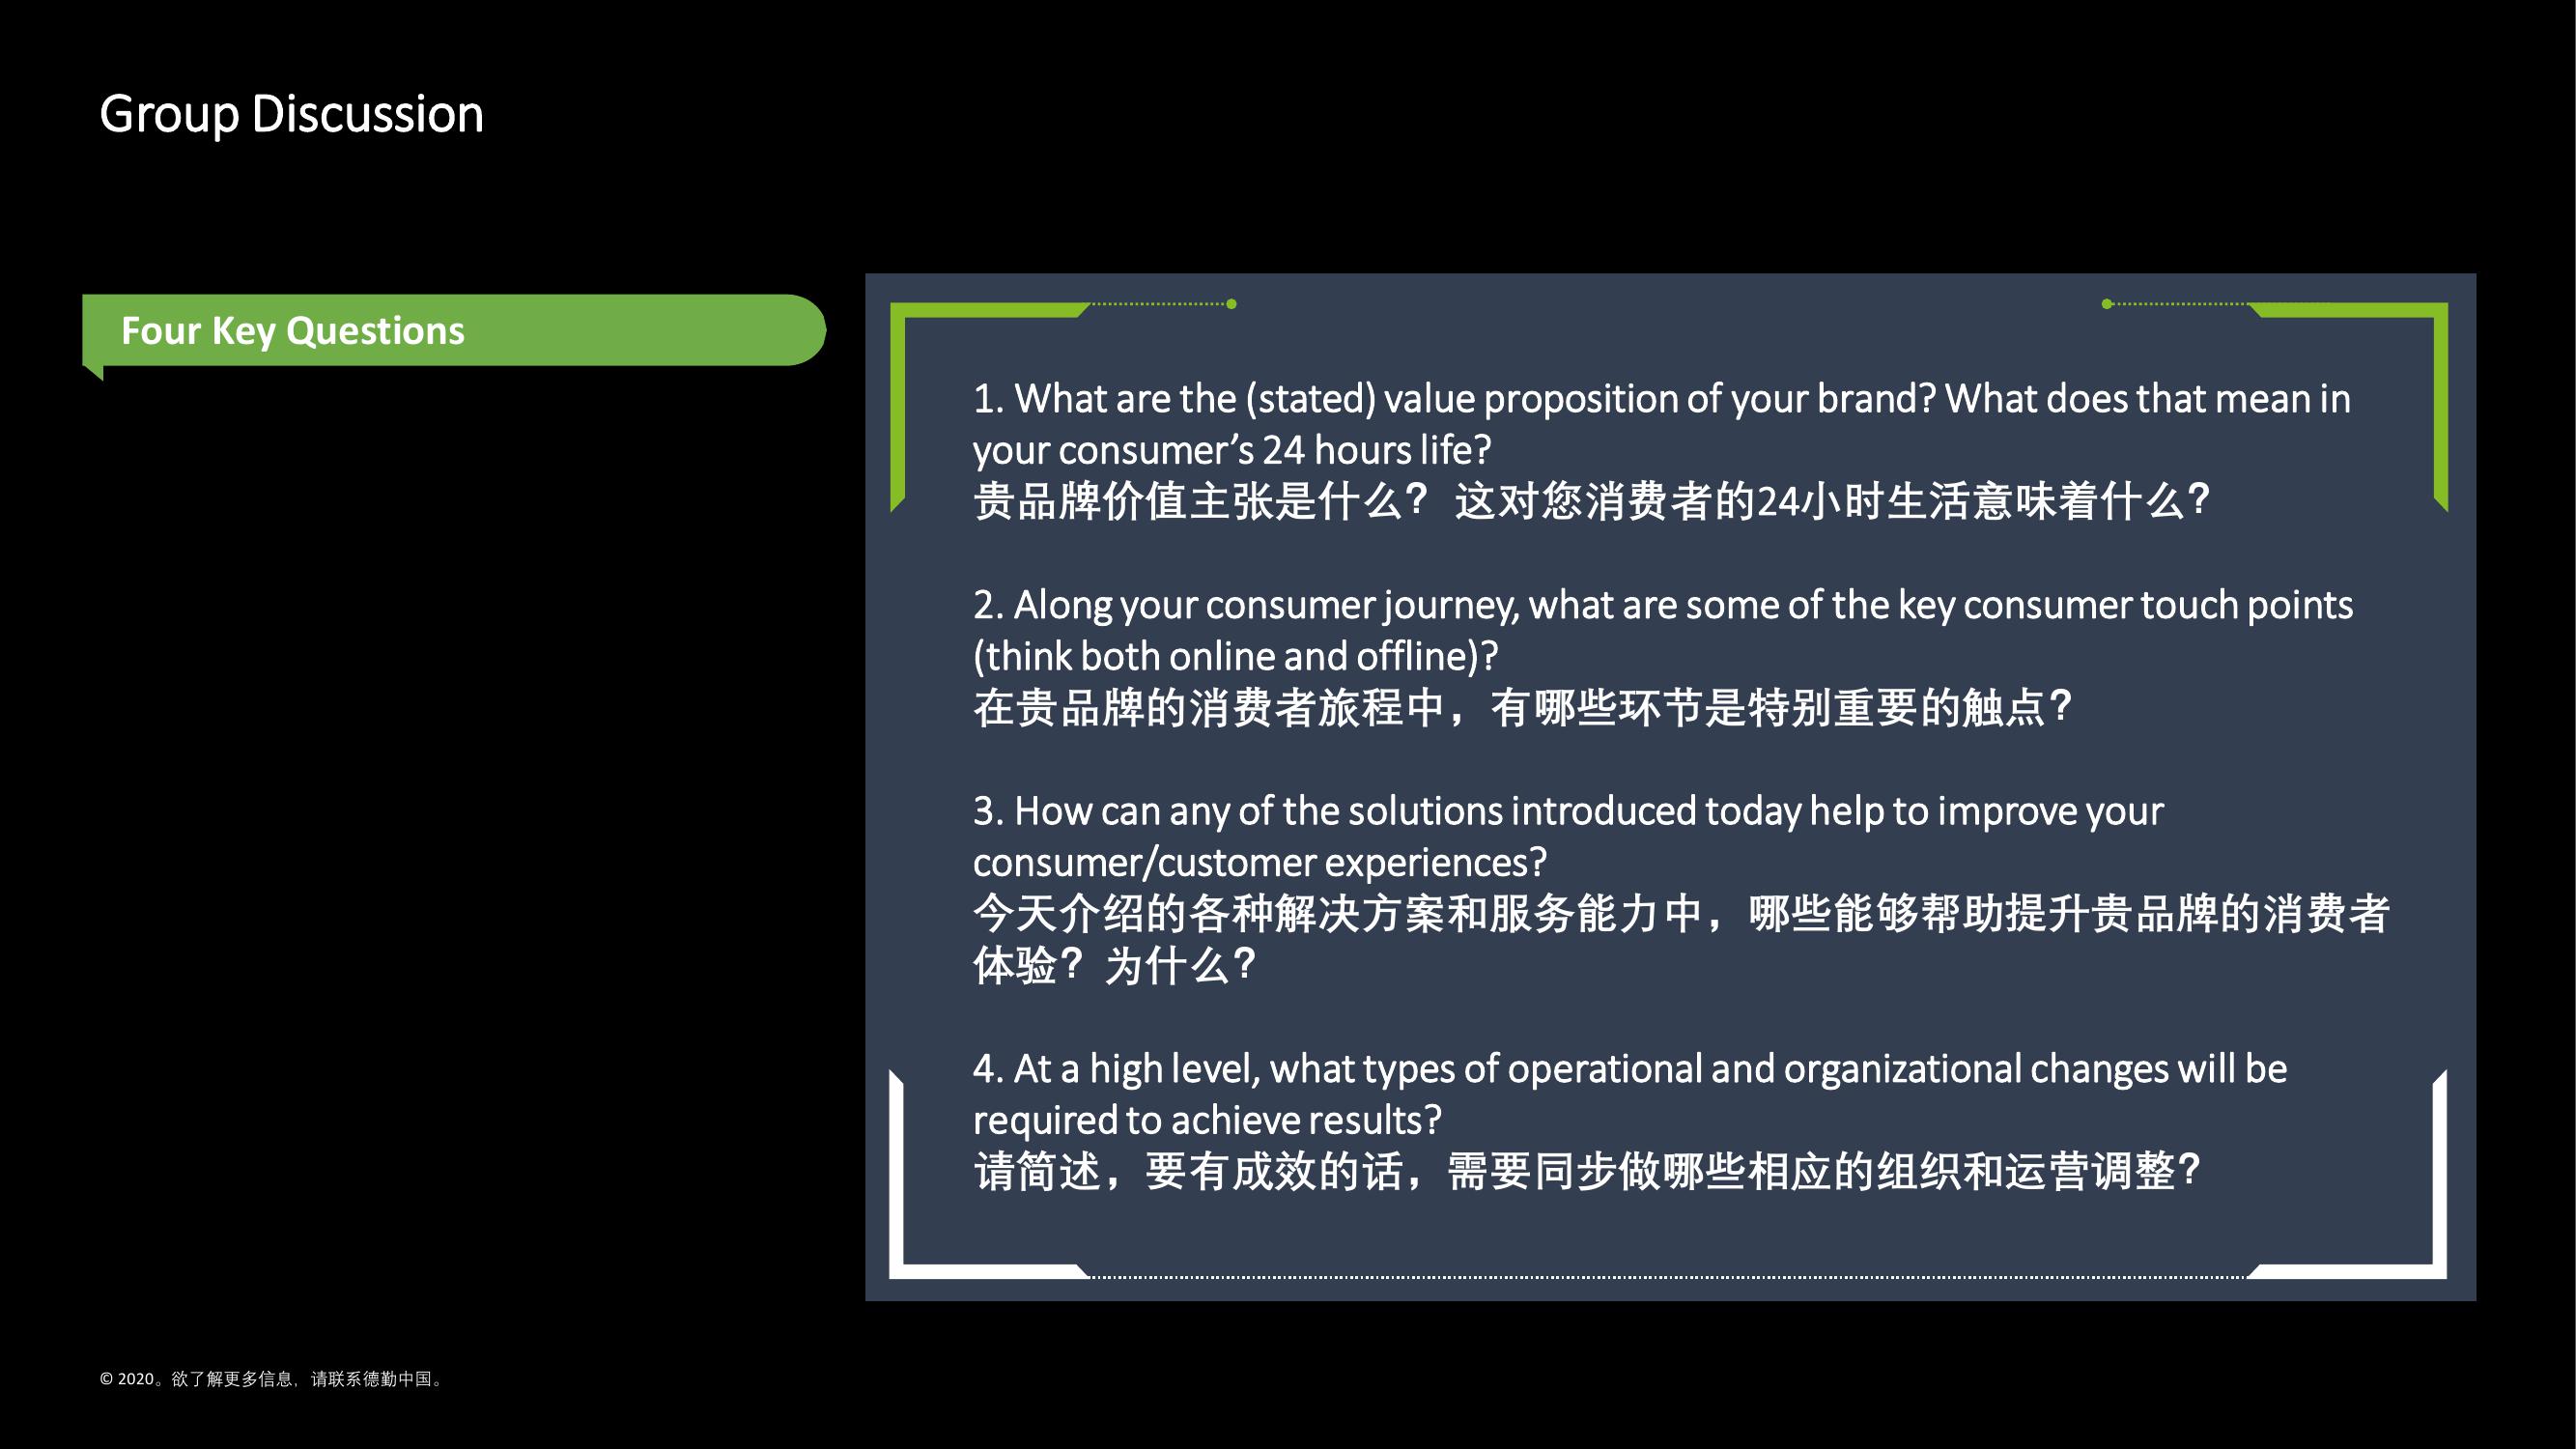 Group Discussion
Four Key Questions
1. What are the (stated) value proposition of your brand? What does that mean in
your consumer’s 24 hours life?
贵品牌价值主张是什么？ 这对您消费者的24小时生活意味着什么？
2. Along your consumer journey, what are some of the key consumer touch points
(think both online and offline)?
在贵品牌的消费者旅程中，有哪些环节是特别重要的触点？
3. How can any of the solutions introduced today help to improve your
consumer/customer experiences?
今天介绍的各种解决方案和服务能力中，哪些能够帮助提升贵品牌的消费者
体验？为什么？
4. At a high level, what types of operational and organizational changes will be
required to achieve results?
请简述，要有成效的话，需要同步做哪些相应的组织和运营调整？
© 2020。欲了解更多信息，请联系德勤中国。